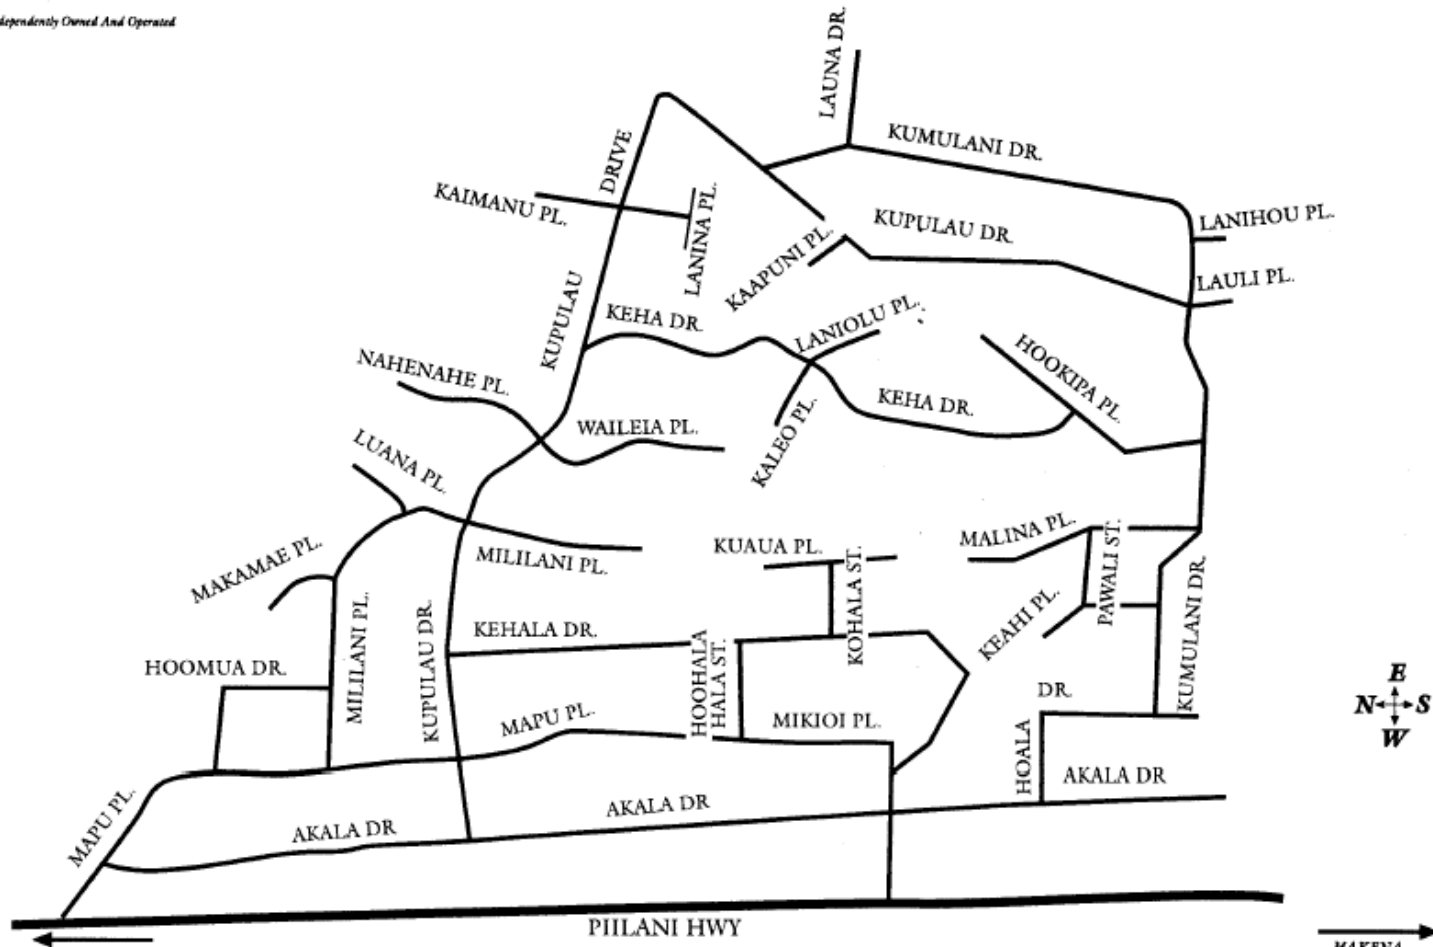 dependently Owned And Operated
LAUNA DR.
KUMULANI DR.
DRIVE
KAIMANU PL.
LANINA PL.
LANIHOU PL.
KUPULAU DR.
KAAPUNI PL.
LAULI PL.
KUPULAU
KEHA DR.
LANIOLU PL.
HOOKIPA PL.
NAHENAHE PL.
KEHA DR.
KALEO PL.
WAILEIA PL.
LUANA PL.
MALINA PL.
PAWALI ST.
KUAUA PL.
KOHALA ST.
MILILANI PL.
MAKAMAE PL.
KEAHI PL.
KUMULANI DR.
MILILANI PL.
KUPULAU DR.
KEHALA DR.
HOOHALA
HALA ST.
HOOMUA DR.
DR.
E
N S
W
MAPU PL.
MIKIOI PL.
HOALA
AKALA DR
AKALA DR
AKALA DR
MAPU PL.
PIILANI HWY
MAKENA